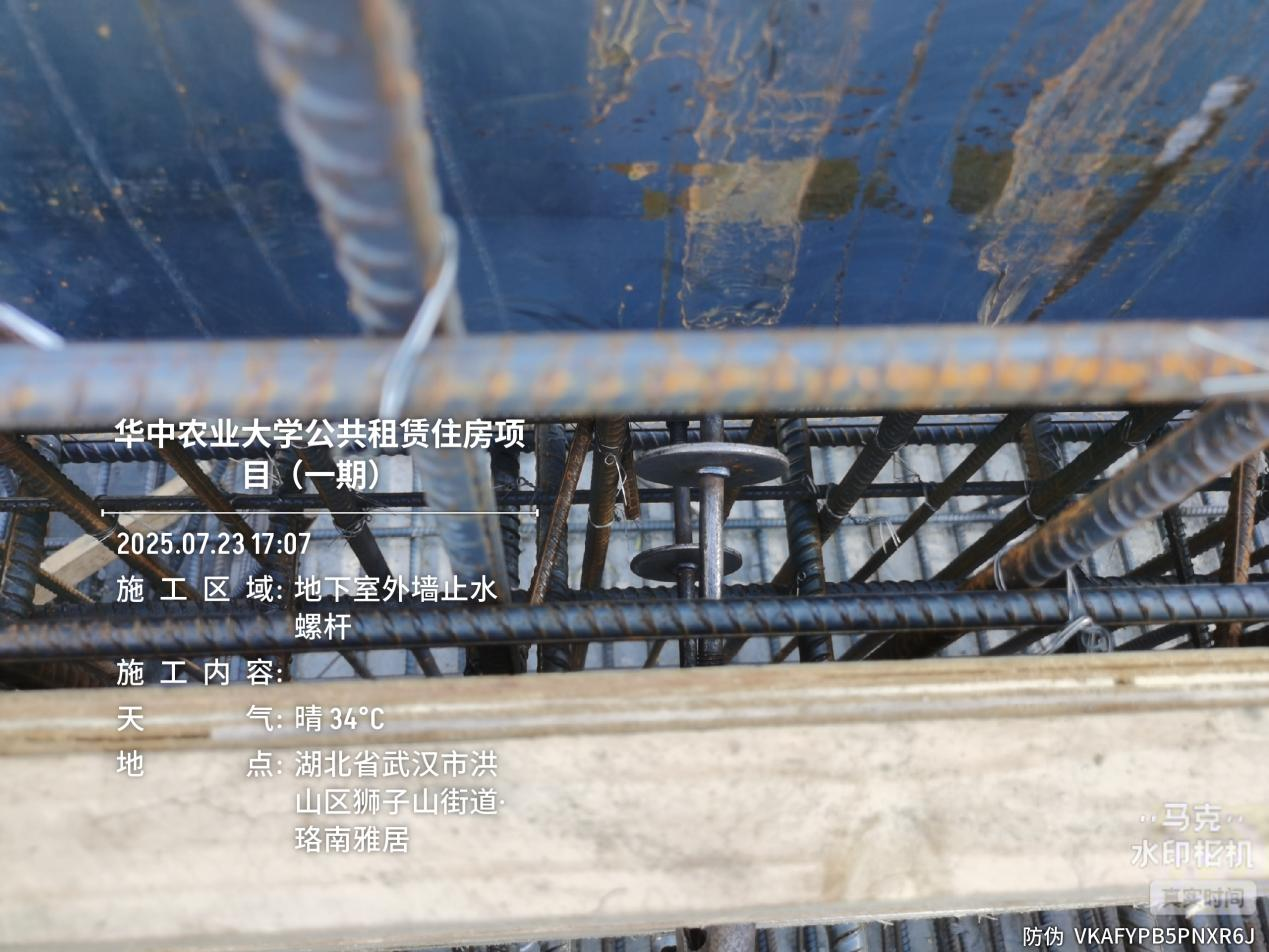 华中农业大学公共租赁住房项
目（一期）
2025.07.23 17:07
施工区域: 地下室外墙止水
螺杆
施工内容:
天气: 晴 34°C
地点: 湖北省武汉市洪
山区狮子山街道·
珞南雅居
马克
水印相机
真实时间
防伪 VKAFYPB5PNXR6J